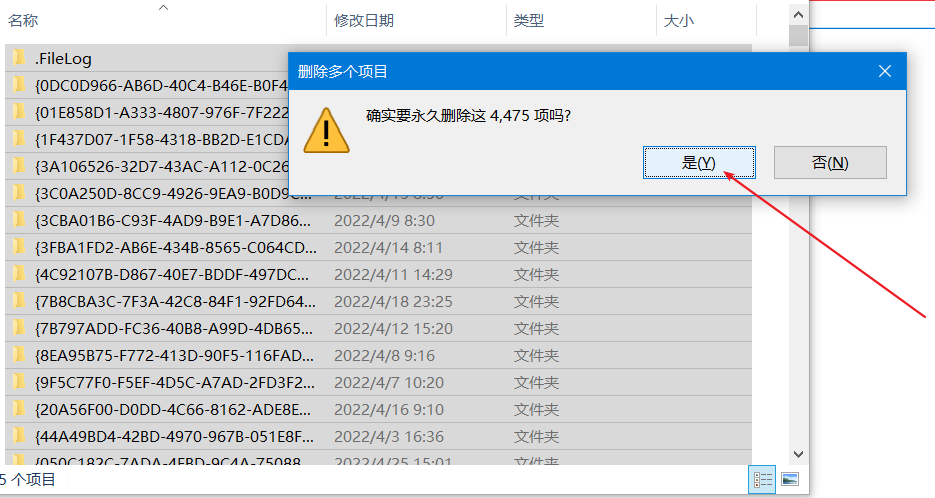 名称 修改日期 类型 大小
.FileLog
删除多个项目
{0DC0D966-AB6D-40C4-B46E-B0F4
确实要永久删除这 4,475 项吗?
{01E858D1-A333-4807-976F-7F222
{1F437D07-1F58-4318-BB2D-E1CDA
是(Y) 否(N)
{3A106526-32D7-43AC-A112-0C26
{3C0A250D-8CC9-4926-9EA9-B0D9C...
{3CBA01B6-C93F-4AD9-B9E1-A7D86... 2022/4/9 8:30 文件夹
{3FBA1FD2-AB6E-434B-8565-C064CD... 2022/4/14 8:11 文件夹
{4C92107B-D867-40E7-BDDF-497DC... 2022/4/11 14:29 文件夹
{7B8CBA3C-7F3A-42C8-84F1-92FD64... 2022/4/18 23:25 文件夹
{7B797ADD-FC36-40B8-A99D-4DB65... 2022/4/12 15:20 文件夹
{8EA95B75-F772-413D-90F5-116FAD... 2022/4/8 9:16 文件夹
{9F5C77F0-F5EF-4D5C-A7AD-2FD3F2... 2022/4/7 10:20 文件夹
{20A56F00-D0DD-4C66-8162-ADE8E... 2022/4/16 9:10 文件夹
{44A49BD4-42BD-4970-967B-051E8F... 2022/4/3 16:36 文件夹
{050C182C-7ADA-4FBD-9C4A-75088... 2022/4/25 15:01 文件夹
5 个项目